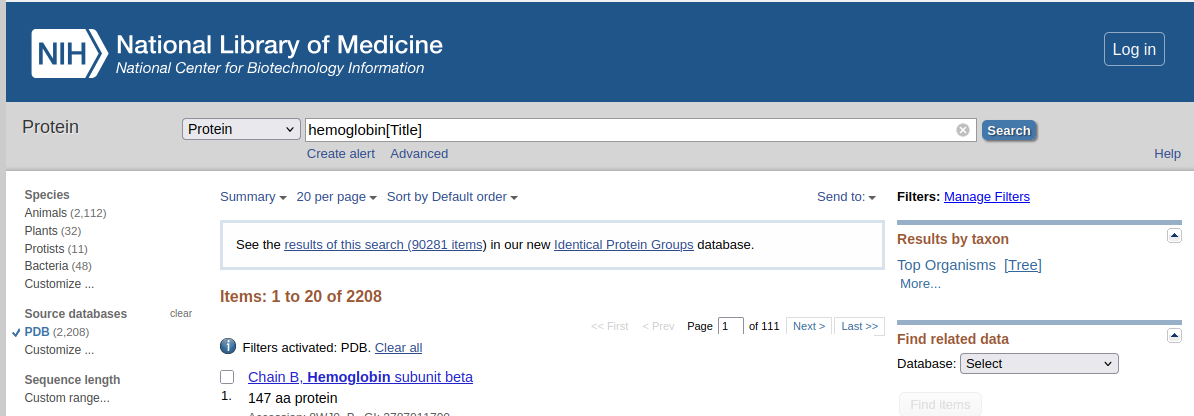 NIH National Library of Medicine
National Center for Biotechnology Information
Log in
Protein
Protein
hemoglobin[Title]
Search
Create alert Advanced
Help
Species
Animals (2,112)
Plants (32)
Protists (11)
Bacteria (48)
Customize ...
Source databases clear
PDB (2,208)
Customize ...
Sequence length
Custom range...
Summary 20 per page Sort by Default order Send to:
See the results of this search (90281 items) in our new Identical Protein Groups database.
Items: 1 to 20 of 2208
<< First < Prev Page 1 of 111 Next > Last >>
Filters activated: PDB. Clear all
Chain B, Hemoglobin subunit beta
1. 147 aa protein
Filters: Manage Filters
Results by taxon
Top Organisms [Tree]
More...
Find related data
Database: Select
Find items